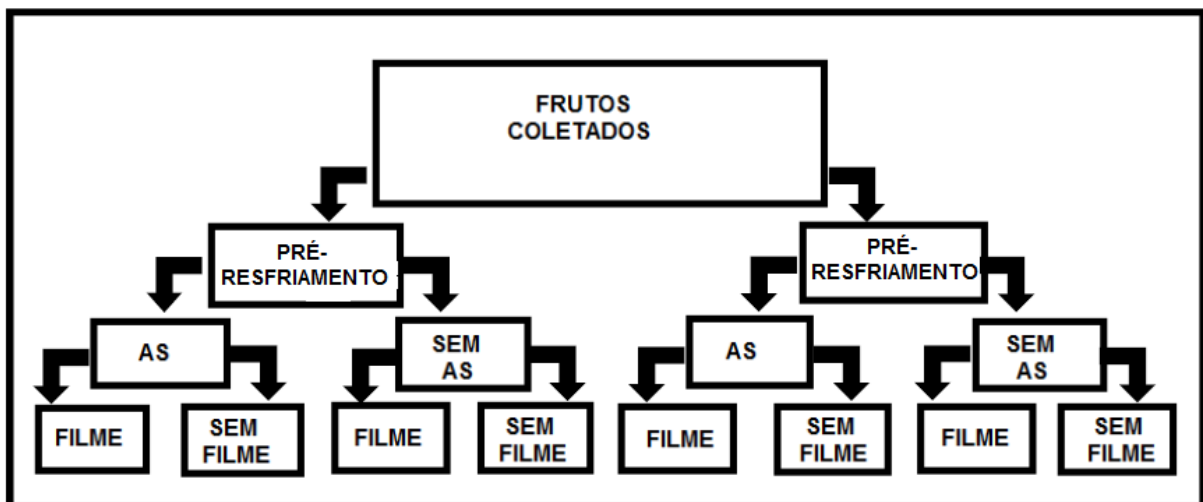 FRUTOS
COLETADOS
PRÉ-
RESFRIAMENTO
PRÉ-
RESFRIAMENTO
AS
SEM
AS
AS
SEM
AS
FILME
SEM
FILME
FILME
SEM
FILME
FILME
SEM
FILME
FILME
SEM
FILME